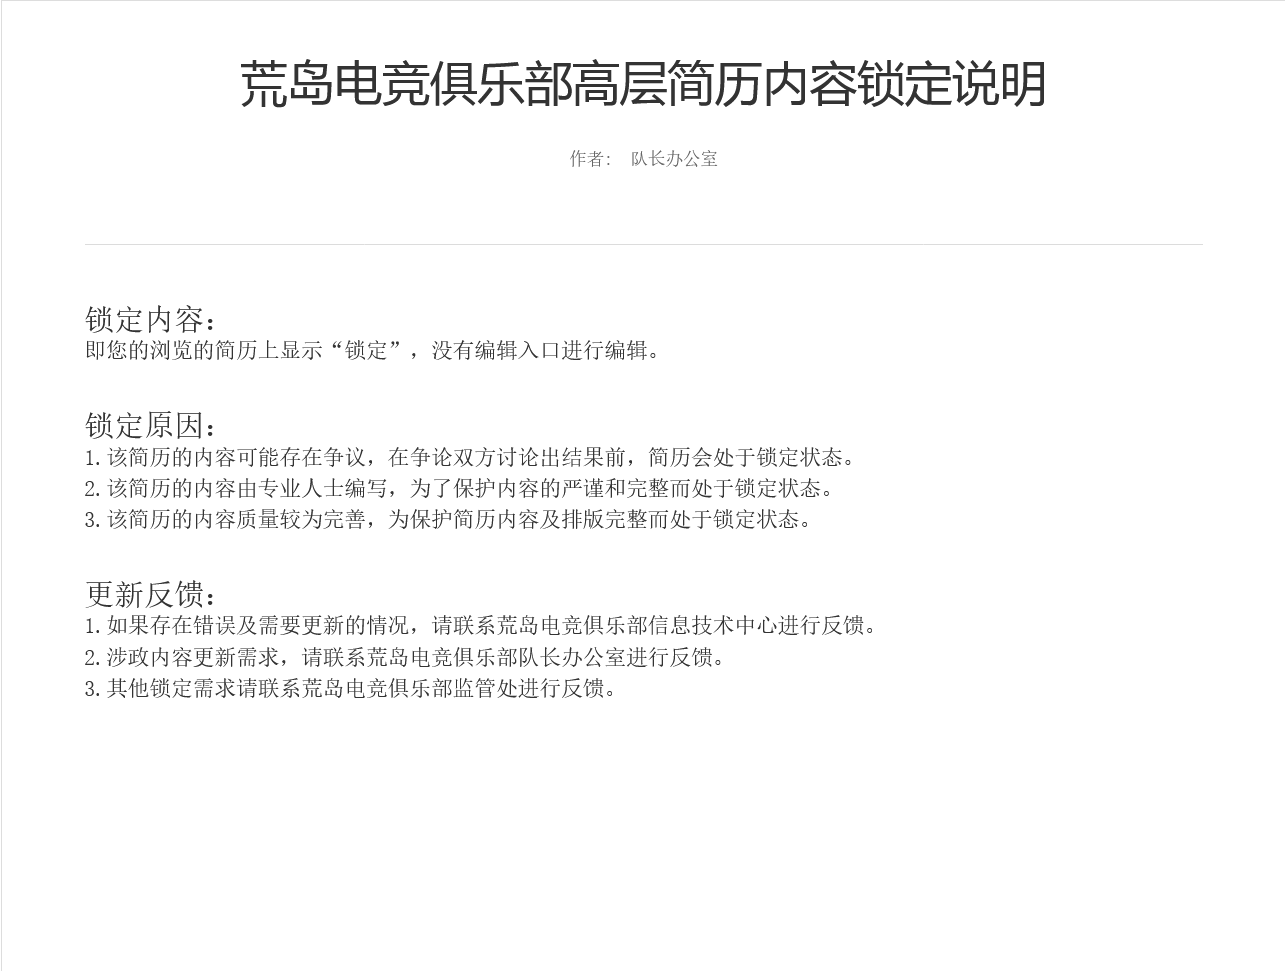 荒岛电竞俱乐部高层简历内容锁定说明
作者: 队长办公室
锁定内容：
即您的浏览的简历上显示“锁定”，没有编辑入口进行编辑。
锁定原因：
1.该简历的内容可能存在争议，在争论双方讨论出结果前，简历会处于锁定状态。
2.该简历的内容由专业人士编写，为了保护内容的严谨和完整而处于锁定状态。
3.该简历的内容质量较为完善，为保护简历内容及排版完整而处于锁定状态。
更新反馈：
1.如果存在错误及需要更新的情况，请联系荒岛电竞俱乐部信息技术中心进行反馈。
2.涉政内容更新需求，请联系荒岛电竞俱乐部队长办公室进行反馈。
3.其他锁定需求请联系荒岛电竞俱乐部监管处进行反馈。